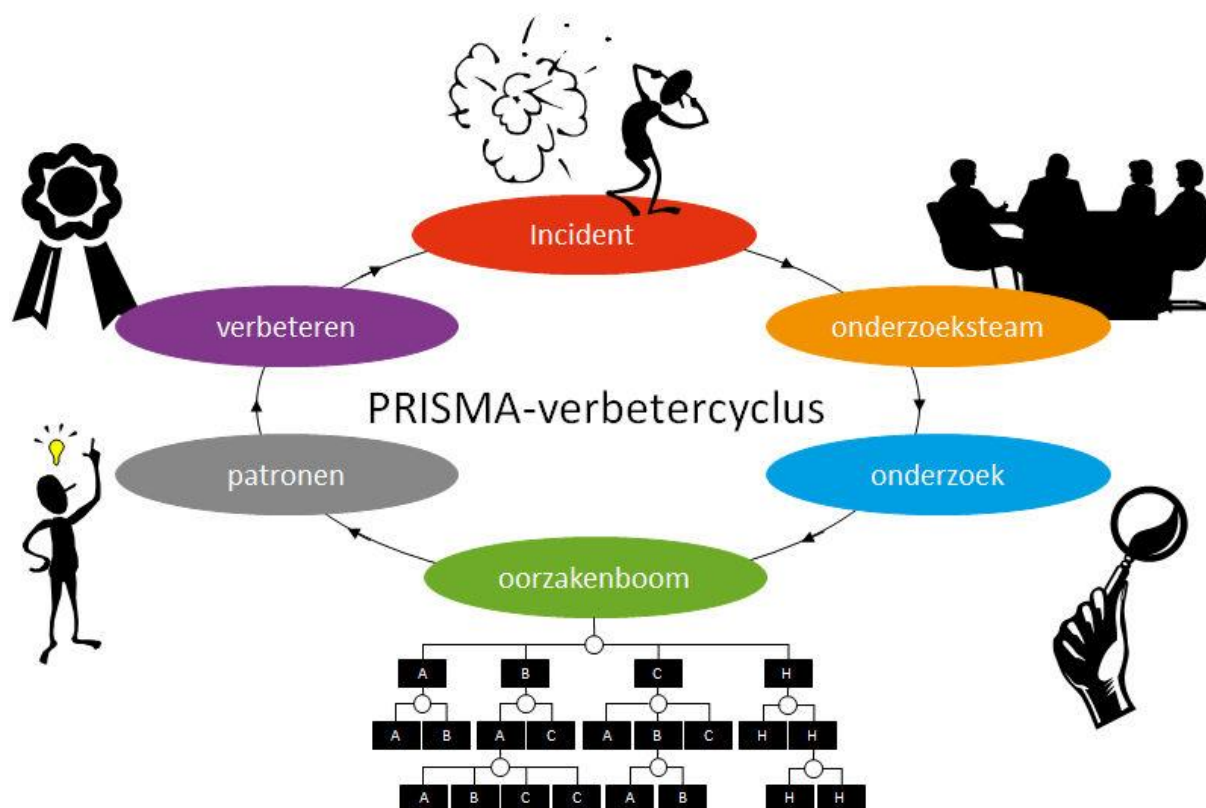 Incident
verbeteren
onderzoeksteam
PRISMA-verbetercyclus
patronen
onderzoek
oorzakenboom
A B C H
A B A C A B C H H
A B C C A B H H